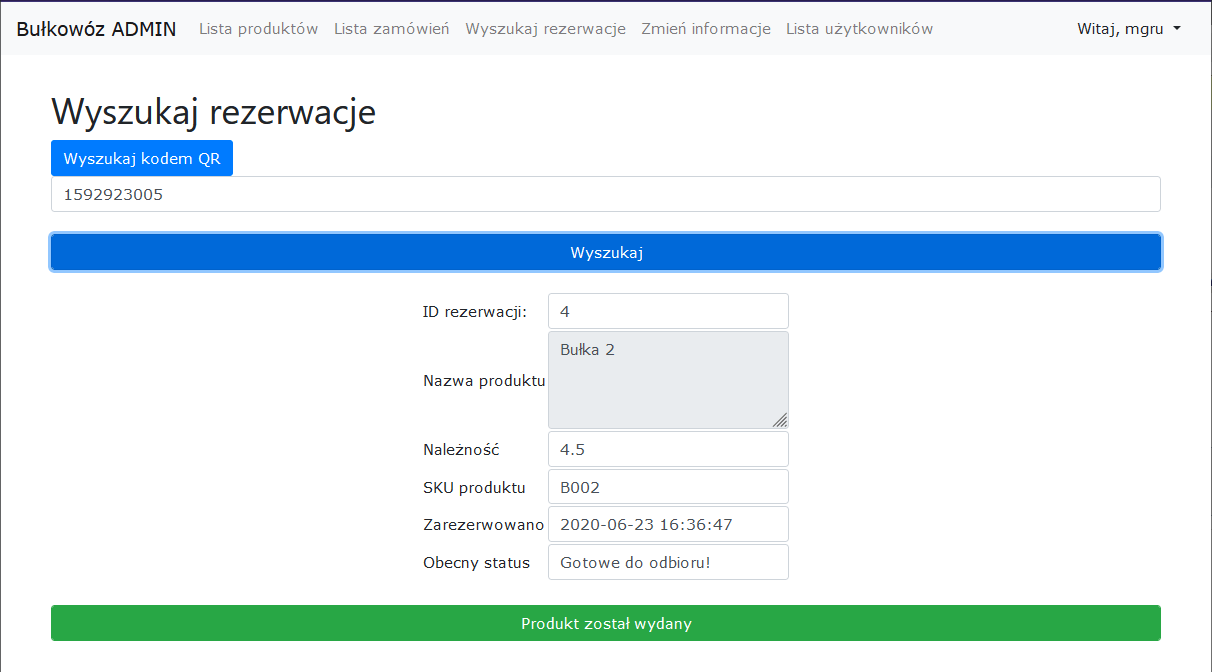 Bułkowóz ADMIN Lista produktów Lista zamówień Wyszukaj rezerwacje Zmień informacje Lista użytkowników Witaj, mgru
Wyszukaj rezerwacje
Wyszukaj kodem QR
1592923005
Wyszukaj
ID rezerwacji: 4
Nazwa produktu Bułka 2
Należność 4.5
SKU produktu B002
Zarezerwowano 2020-06-23 16:36:47
Obecny status Gotowe do odbioru!
Produkt został wydany